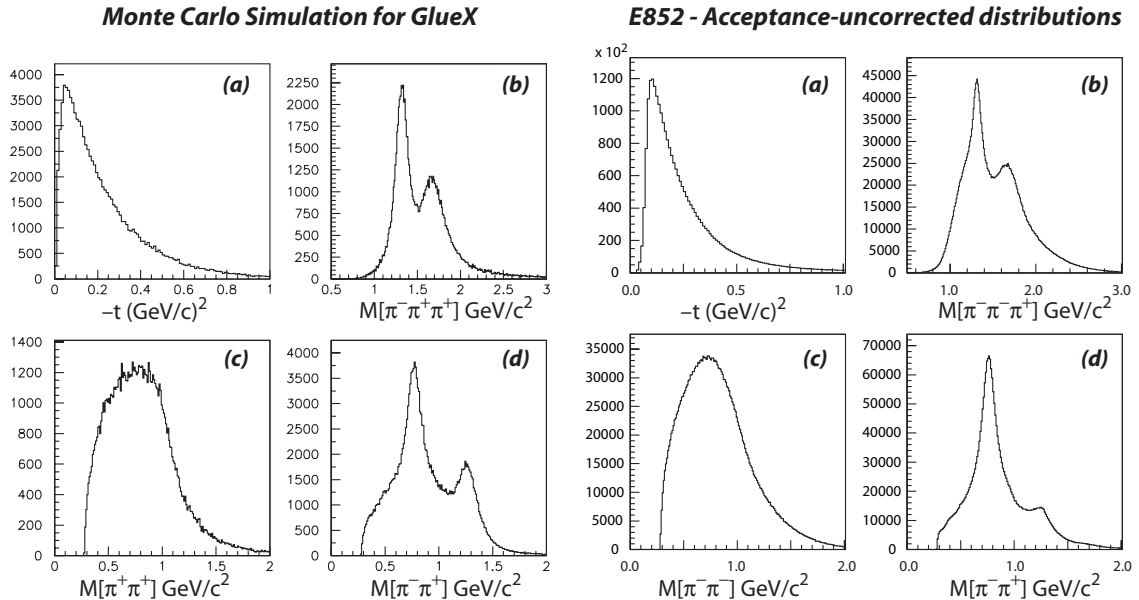 Monte Carlo Simulation for GlueX
E852 - Acceptance-uncorrected distributions
(a)
4000
3500
3000
2500
2000
1500
1000
500
0
0 0.2 0.4 0.6 0.8 1
−t (GeV/c)²
(b)
2250
2000
1750
1500
1250
1000
750
500
250
0
0.5 1 1.5 2 2.5 3
M[π⁻π⁺π⁺] GeV/c²
x 10²
(a)
1200
1000
800
600
400
200
0
0.0 0.5 1.0
−t (GeV/c)²
(b)
45000
40000
35000
30000
25000
20000
15000
10000
5000
0
1.0 2.0 3.0
M[π⁻π⁻π⁺] GeV/c²
(c)
1400
1200
1000
800
600
400
200
0
0 0.5 1 1.5 2
M[π⁺π⁺] GeV/c²
(d)
4000
3500
3000
2500
2000
1500
1000
500
0
0 0.5 1 1.5 2
M[π⁻π⁺] GeV/c²
(c)
35000
30000
25000
20000
15000
10000
5000
0
0.0 1.0 2.0
M[π⁻π⁻] GeV/c²
(d)
70000
60000
50000
40000
30000
20000
10000
0
0.0 1.0 2.0
M[π⁻π⁺] GeV/c²